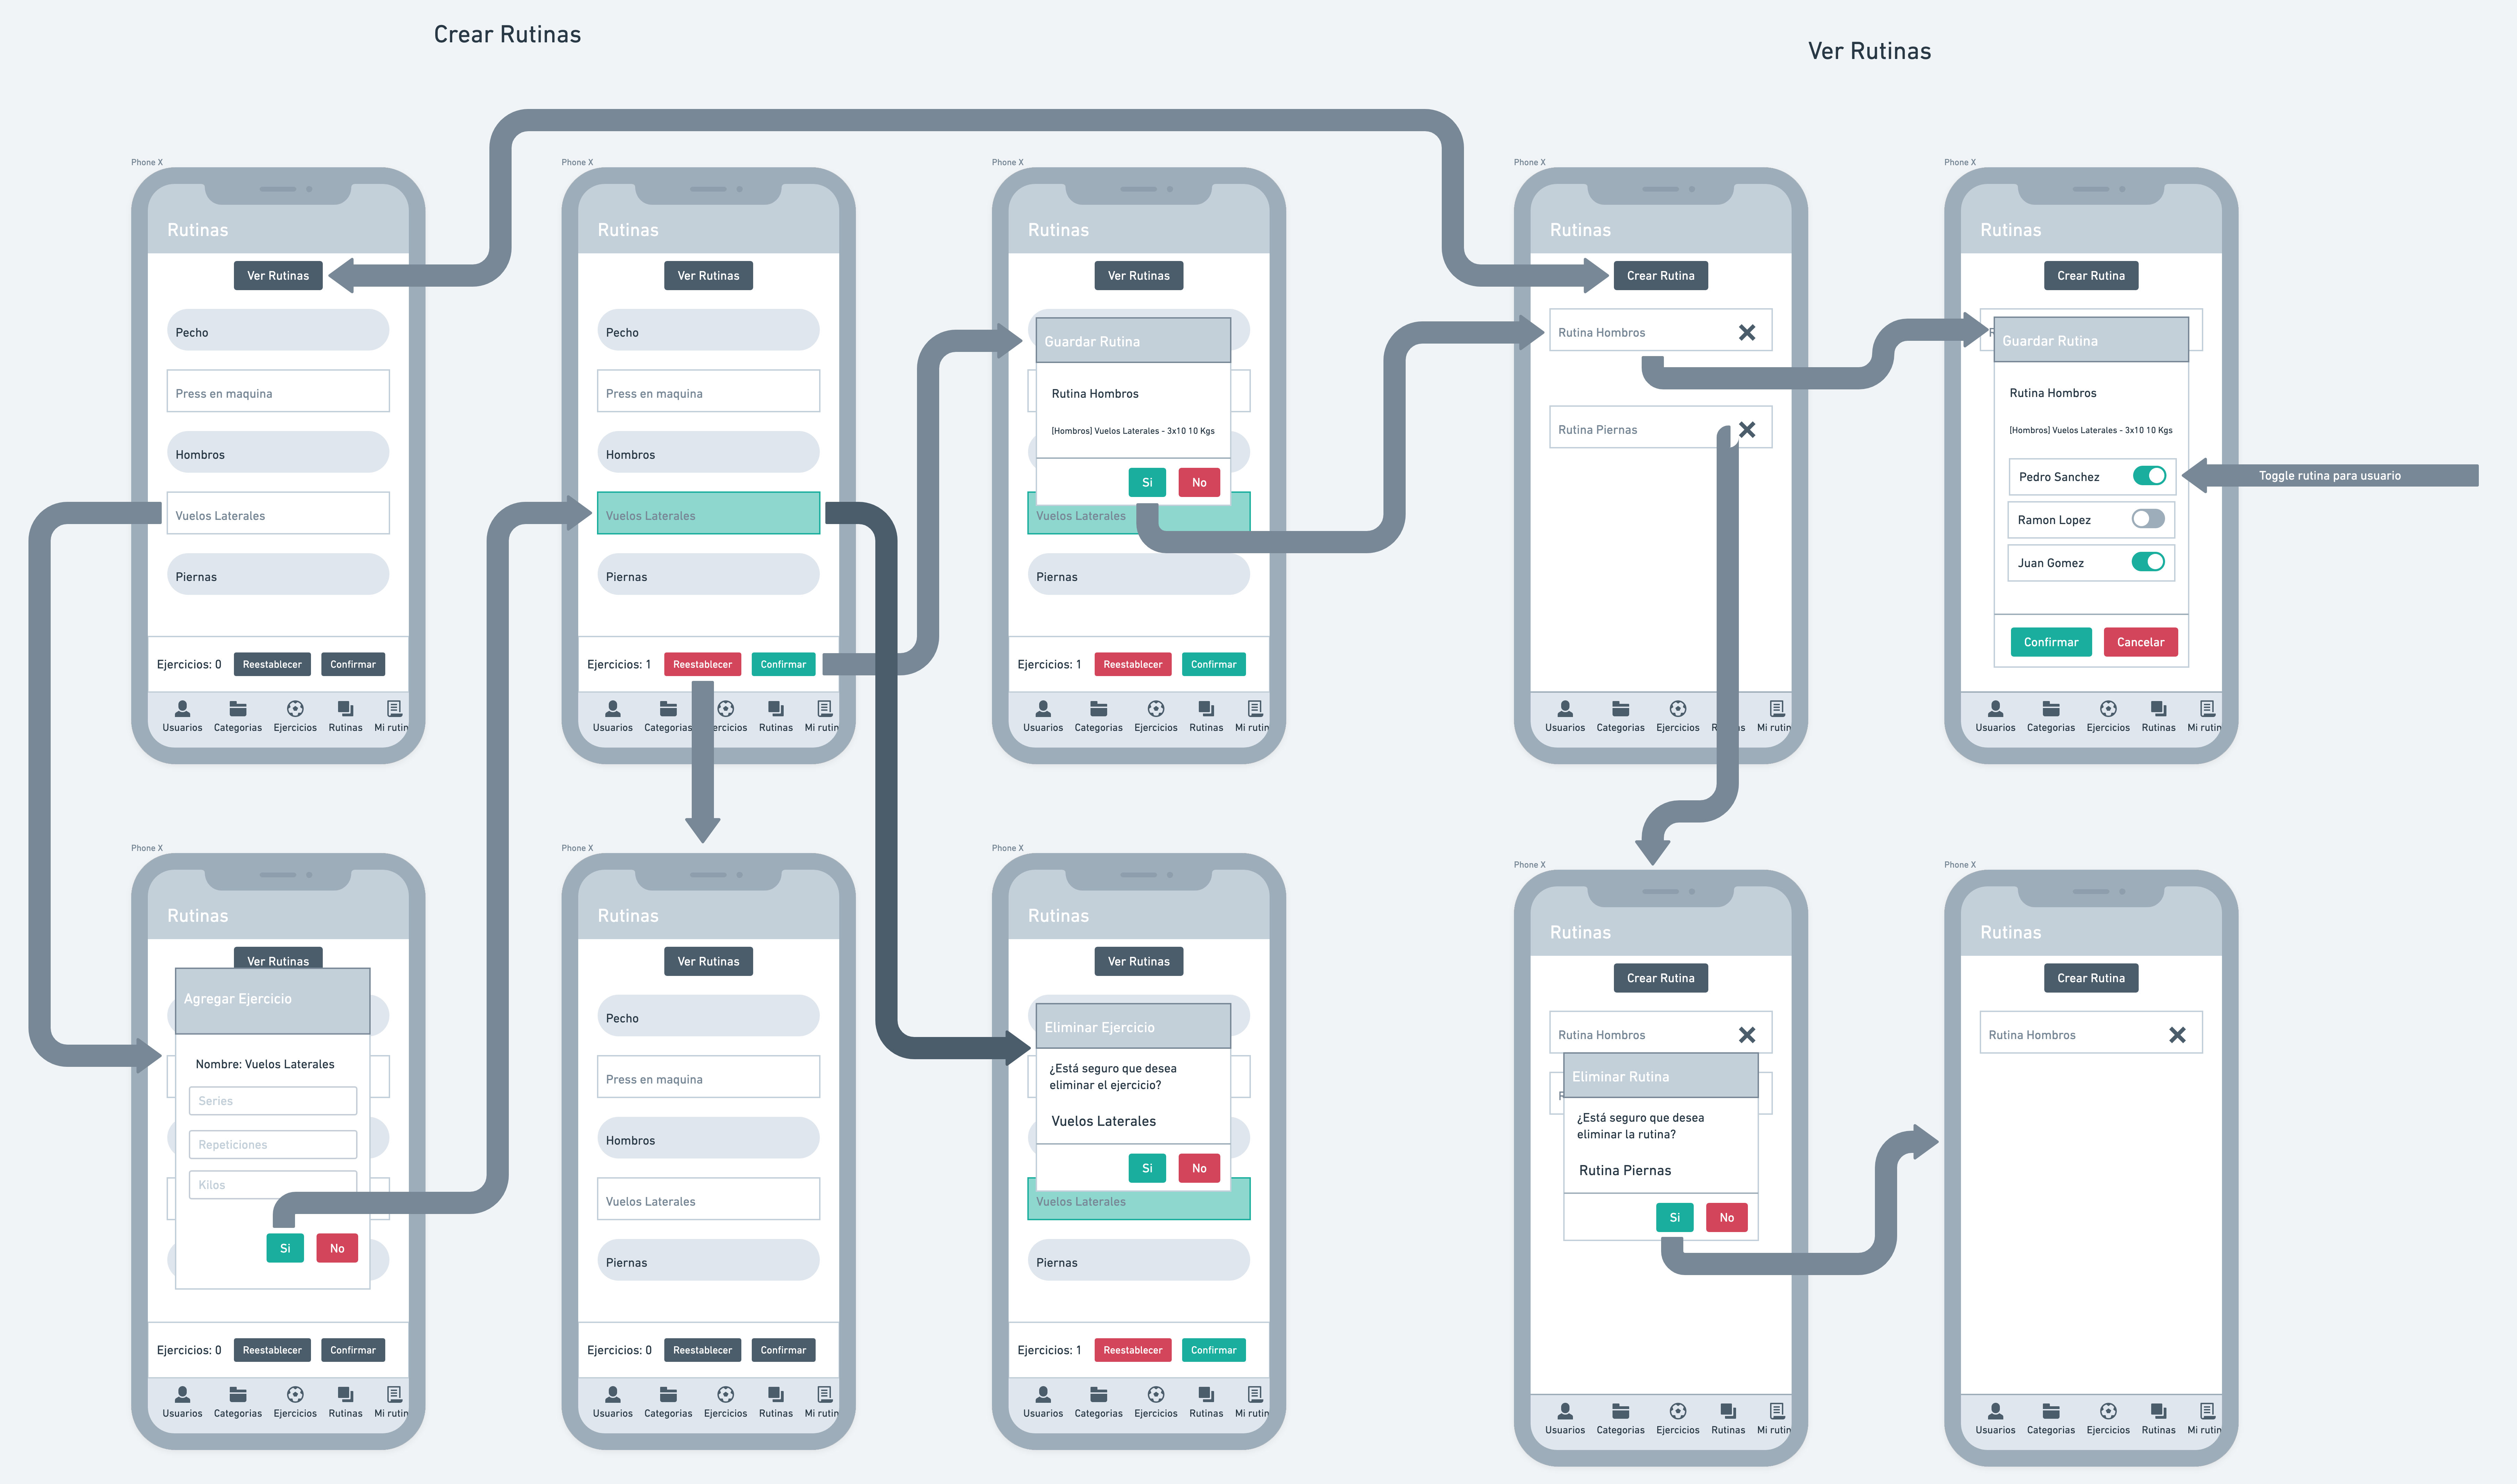 Crear Rutinas
Ver Rutinas
Phone X
Rutinas
Ver Rutinas
Pecho
Press en maquina
Hombros
Vuelos Laterales
Piernas
Ejercicios: 0
Reestablecer
Confirmar
Usuarios
Categorias
Ejercicios
Rutinas
Mi rutin
Phone X
Rutinas
Ver Rutinas
Pecho
Press en maquina
Hombros
Vuelos Laterales
Piernas
Ejercicios: 1
Reestablecer
Confirmar
Usuarios
Categorias
ercicios
Rutinas
Mi rutin
Phone X
Rutinas
Ver Rutinas
Guardar Rutina
Rutina Hombros
[Hombros] Vuelos Laterales - 3x10 10 Kgs
Si
No
Vuelos Laterales
Piernas
Ejercicios: 1
Reestablecer
Confirmar
Usuarios
Categorias
Ejercicios
Rutinas
Mi rutin
Phone X
Rutinas
Crear Rutina
Rutina Hombros
Rutina Piernas
Usuarios
Categorias
Ejercicios
R s
Mi rutin
Phone X
Rutinas
Crear Rutina
R
Guardar Rutina
Rutina Hombros
[Hombros] Vuelos Laterales - 3x10 10 Kgs
Pedro Sanchez
Toggle rutina para usuario
Ramon Lopez
Juan Gomez
Confirmar
Cancelar
Usuarios
Categorias
Ejercicios
Rutinas
Mi rutin
Phone X
Rutinas
Ver Rutinas
Agregar Ejercicio
Nombre: Vuelos Laterales
Series
Repeticiones
Kilos
Si
No
Ejercicios: 0
Reestablecer
Confirmar
Usuarios
Categorias
Ejercicios
Rutinas
Mi rutin
Phone X
Rutinas
Ver Rutinas
Pecho
Press en maquina
Hombros
Vuelos Laterales
Piernas
Ejercicios: 0
Reestablecer
Confirmar
Usuarios
Categorias
Ejercicios
Rutinas
Mi rutin
Phone X
Rutinas
Ver Rutinas
Eliminar Ejercicio
¿Está seguro que desea
eliminar el ejercicio?
Vuelos Laterales
Si
No
Vuelos Laterales
Piernas
Ejercicios: 1
Reestablecer
Confirmar
Usuarios
Categorias
Ejercicios
Rutinas
Mi rutin
Phone X
Rutinas
Crear Rutina
Rutina Hombros
R
Eliminar Rutina
¿Está seguro que desea
eliminar la rutina?
Rutina Piernas
Si
No
Usuarios
Categorias
Ejercicios
Rutinas
Mi rutin
Phone X
Rutinas
Crear Rutina
Rutina Hombros
Usuarios
Categorias
Ejercicios
Rutinas
Mi rutin